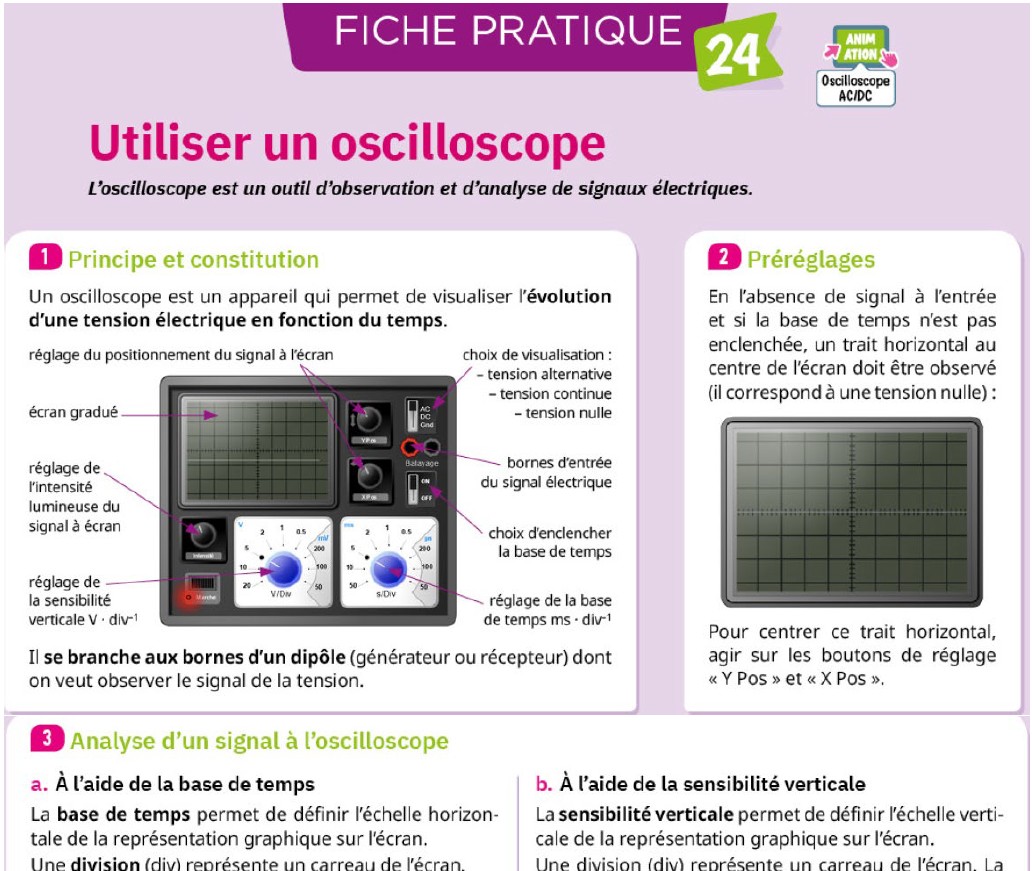 FICHE PRATIQUE
24
ANIM
ATION
Oscilloscope
AC/DC
Utiliser un oscilloscope
L'oscilloscope est un outil d'observation et d'analyse de signaux électriques.
1 Principe et constitution
Un oscilloscope est un appareil qui permet de visualiser l'évolution
d'une tension électrique en fonction du temps.
réglage du positionnement du signal à l'écran
choix de visualisation :
– tension alternative
– tension continue
– tension nulle
écran gradué
réglage de
l'intensité
lumineuse du
signal à écran
réglage de
la sensibilité
verticale V · div⁻¹
bornes d'entrée
du signal électrique
choix d'enclencher
la base de temps
réglage de la base
de temps ms · div⁻¹
AC
DC
Gnd
Y Pos
Balayage
X Pos
ON
OFF
Intensité
Marche
V
2
1
0.5
mV
5
200
10
100
20
50
V/Div
ms
2
1
0.5
µs
5
200
10
100
50
50
s/Div
Il se branche aux bornes d'un dipôle (générateur ou récepteur) dont
on veut observer le signal de la tension.
2 Préréglages
En l'absence de signal à l'entrée
et si la base de temps n'est pas
enclenchée, un trait horizontal au
centre de l'écran doit être observé
(il correspond à une tension nulle) :
Pour centrer ce trait horizontal,
agir sur les boutons de réglage
« Y Pos » et « X Pos ».
3 Analyse d'un signal à l'oscilloscope
a. À l'aide de la base de temps
La base de temps permet de définir l'échelle horizon-
tale de la représentation graphique sur l'écran.
Une division (div) représente un carreau de l'écran.
b. À l'aide de la sensibilité verticale
La sensibilité verticale permet de définir l'échelle verti-
cale de la représentation graphique sur l'écran.
Une division (div) représente un carreau de l'écran. La